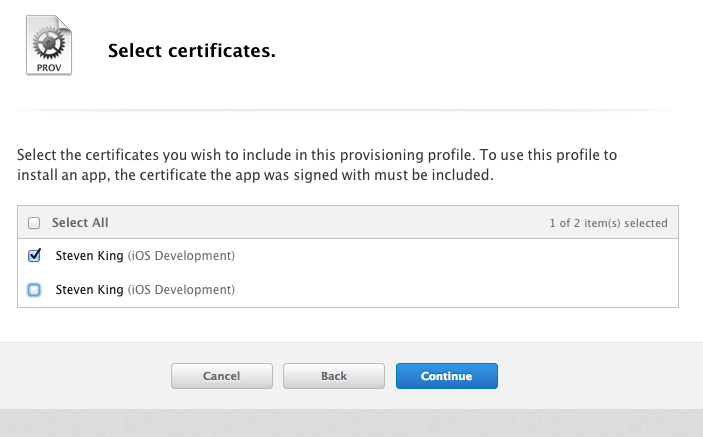 PROV
Select certificates.
Select the certificates you wish to include in this provisioning profile. To use this profile to
install an app, the certificate the app was signed with must be included.
Select All 1 of 2 item(s) selected
Steven King (iOS Development)
Steven King (iOS Development)
Cancel Back Continue